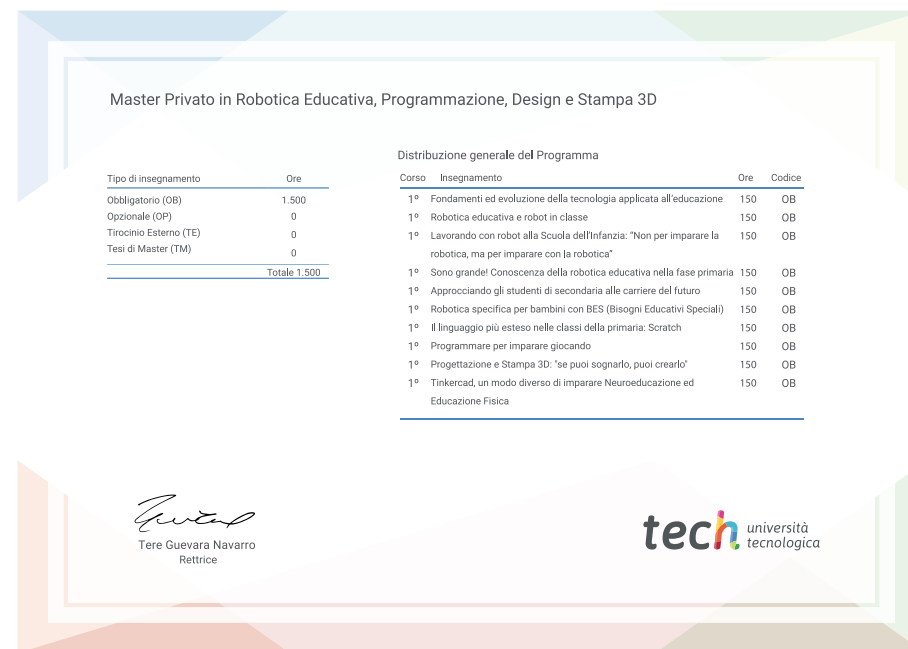 Master Privato in Robotica Educativa, Programmazione, Design e Stampa 3D
Tipo di insegnamento Ore
Obbligatorio (OB) 1.500
Opzionale (OP) 0
Tirocinio Esterno (TE) 0
Tesi di Master (TM) 0
Totale 1.500
Distribuzione generale del Programma
Corso Insegnamento Ore Codice
1º Fondamenti ed evoluzione della tecnologia applicata all'educazione 150 OB
1º Robotica educativa e robot in classe 150 OB
1º Lavorando con robot alla Scuola dell'Infanzia: “Non per imparare la 150 OB
robotica, ma per imparare con la robotica”
1º Sono grande! Conoscenza della robotica educativa nella fase primaria 150 OB
1º Approcciando gli studenti di secondaria alle carriere del futuro 150 OB
1º Robotica specifica per bambini con BES (Bisogni Educativi Speciali) 150 OB
1º Il linguaggio più esteso nelle classi della primaria: Scratch 150 OB
1º Programmare per imparare giocando 150 OB
1º Progettazione e Stampa 3D: "se puoi sognarlo, puoi crearlo" 150 OB
1º Tinkercad, un modo diverso di imparare Neuroeducazione ed 150 OB
Educazione Fisica
Tere Guevara Navarro
Rettrice
tech università
tecnologica